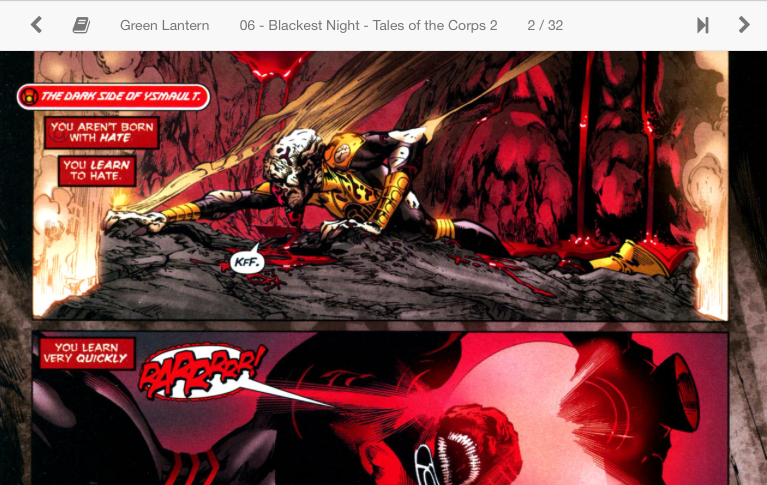 Green Lantern
06 - Blackest Night - Tales of the Corps 2
2 / 32
THE DARK SIDE OF YSMAULT.
YOU AREN'T BORN
WITH HATE
YOU LEARN
TO HATE.
KFF.
YOU LEARN
VERY QUICKLY
RARRRRR!